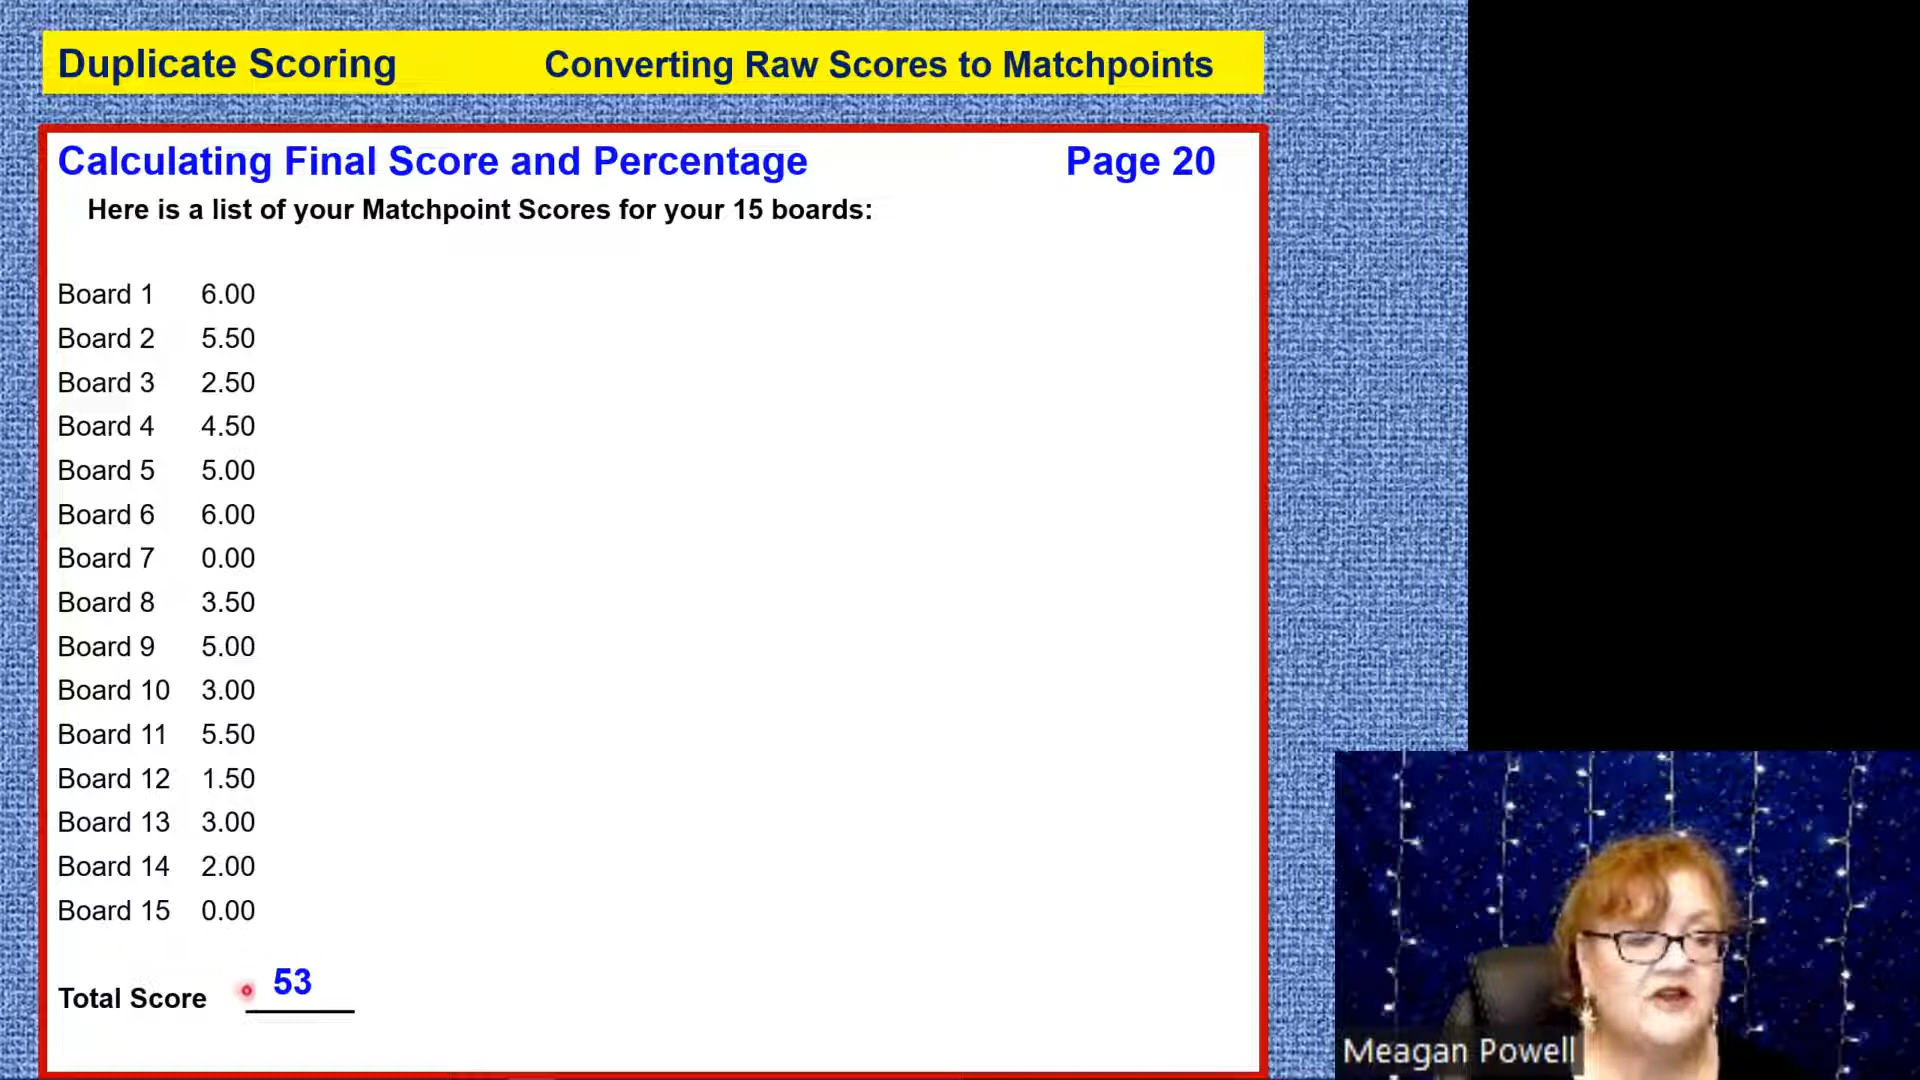 Duplicate Scoring Converting Raw Scores to Matchpoints
Calculating Final Score and Percentage Page 20
Here is a list of your Matchpoint Scores for your 15 boards:
Board 1 6.00
Board 2 5.50
Board 3 2.50
Board 4 4.50
Board 5 5.00
Board 6 6.00
Board 7 0.00
Board 8 3.50
Board 9 5.00
Board 10 3.00
Board 11 5.50
Board 12 1.50
Board 13 3.00
Board 14 2.00
Board 15 0.00
Total Score 53
Meagan Powell